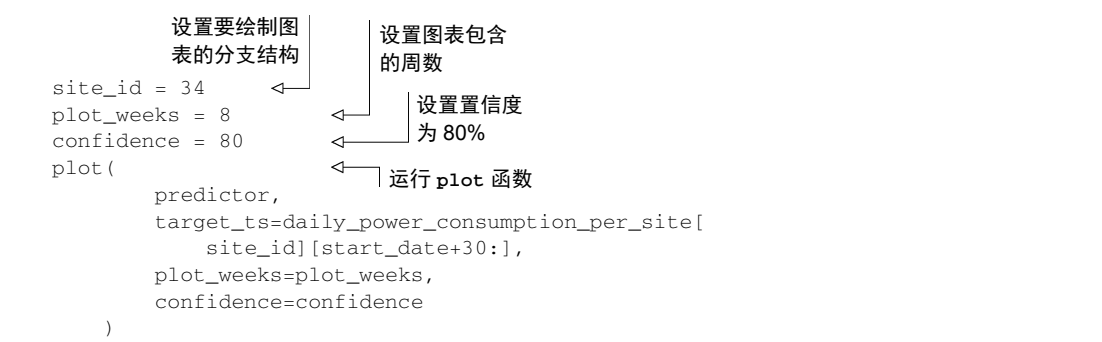 设置要绘制图
表的分支结构
设置图表包含
的周数
site_id = 34
plot_weeks = 8
设置置信度
为 80%
confidence = 80
plot(
运行 plot 函数
predictor,
target_ts=daily_power_consumption_per_site[
site_id][start_date+30:],
plot_weeks=plot_weeks,
confidence=confidence
)